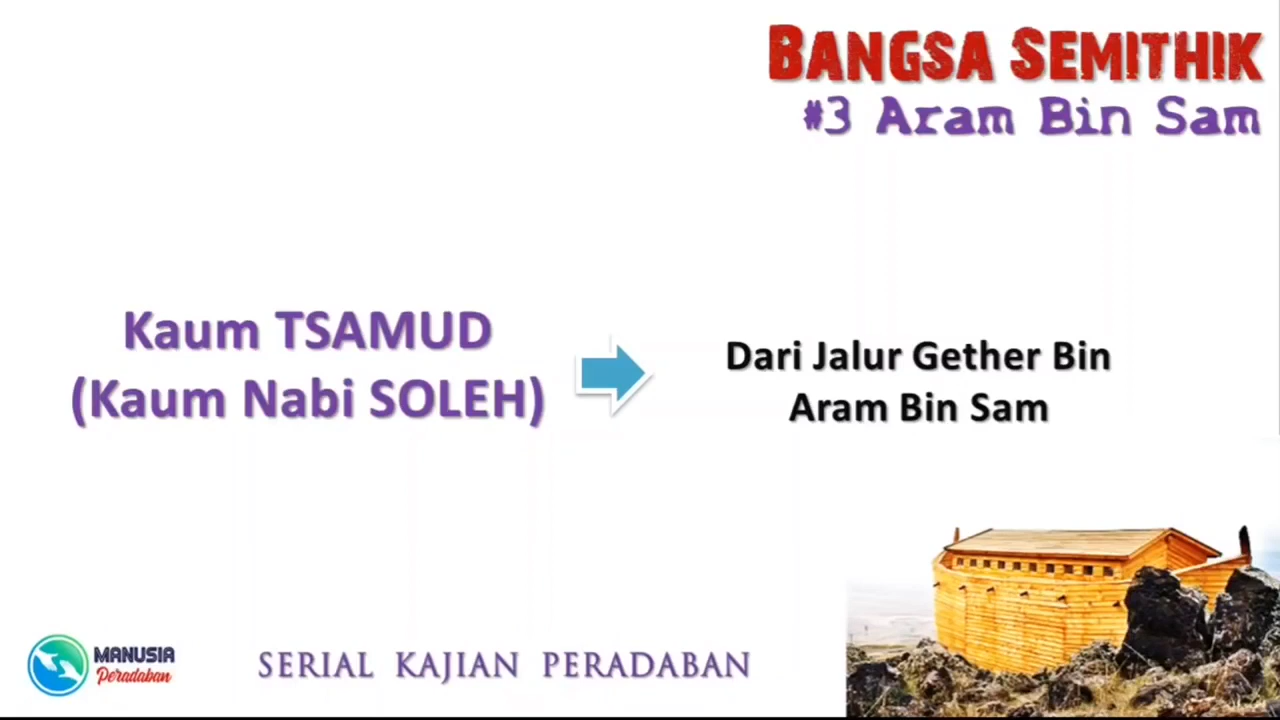 BANGSA SEMITHIK
#3 Aram Bin Sam
Kaum TSAMUD
(Kaum Nabi SOLEH)
Dari Jalur Gether Bin
Aram Bin Sam
MANUSIA
Peradaban
SERIAL KAJIAN PERADABAN